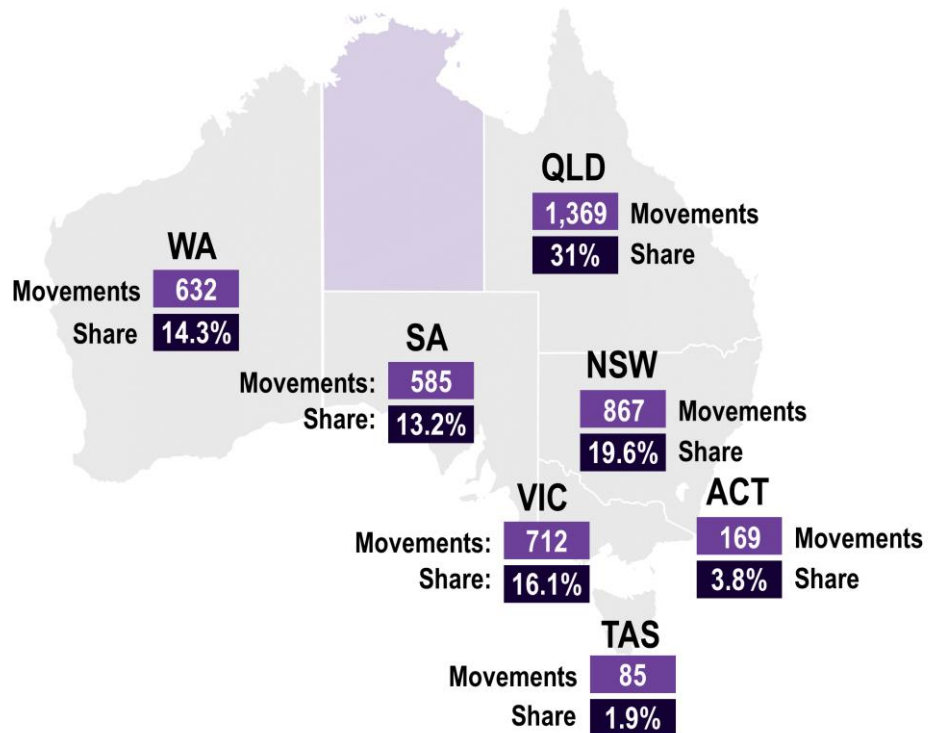 QLD
1,369 Movements
31% Share
WA
Movements 632
Share 14.3%
SA
Movements: 585
Share: 13.2%
NSW
867 Movements
19.6% Share
VIC
Movements: 712
Share: 16.1%
ACT
169 Movements
3.8% Share
TAS
Movements 85
Share 1.9%